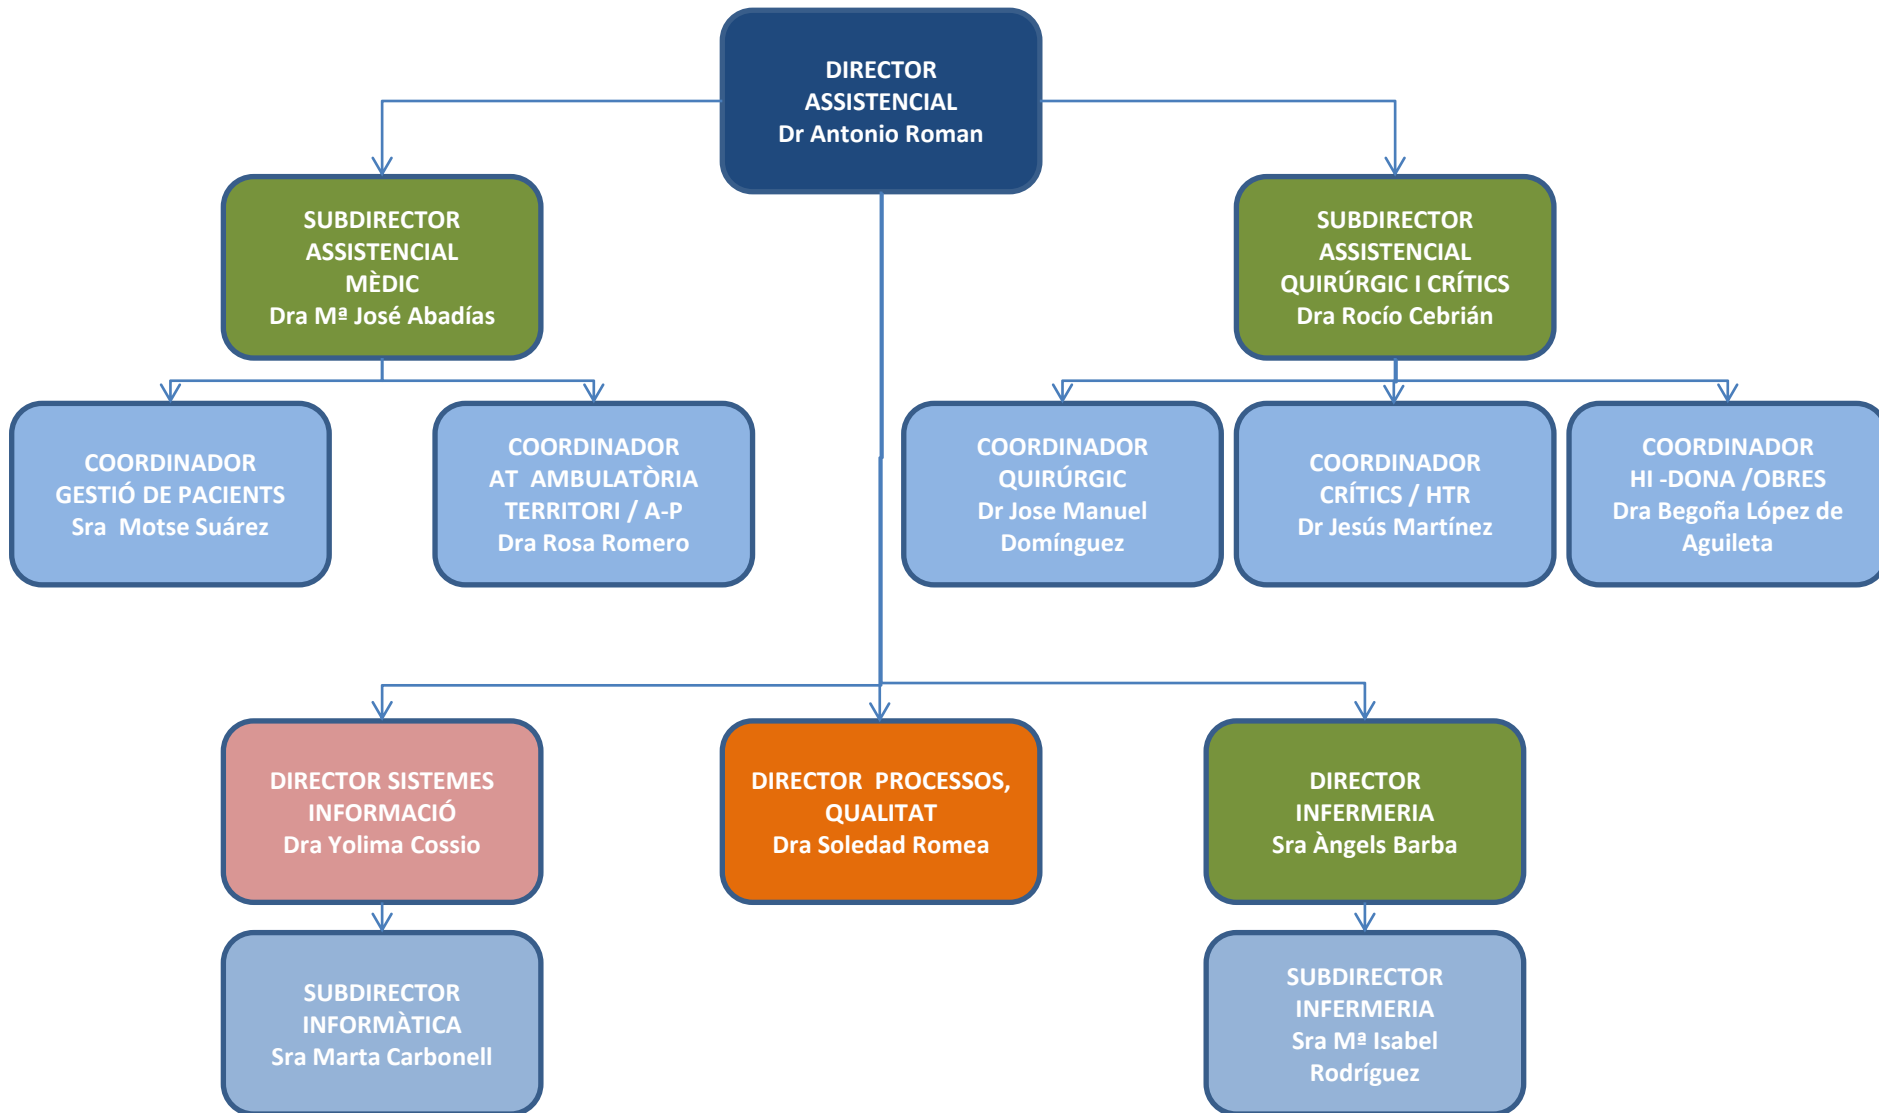 DIRECTOR
ASSISTENCIAL
Dr Antonio Roman
SUBDIRECTOR
ASSISTENCIAL
MÈDIC
Dra Mª José Abadías
SUBDIRECTOR
ASSISTENCIAL
QUIRÚRGIC I CRÍTICS
Dra Rocío Cebrián
COORDINADOR
GESTIÓ DE PACIENTS
Sra Motse Suárez
COORDINADOR
AT AMBULATÒRIA
TERRITORI / A-P
Dra Rosa Romero
COORDINADOR
QUIRÚRGIC
Dr Jose Manuel
Domínguez
COORDINADOR
CRÍTICS / HTR
Dr Jesús Martínez
COORDINADOR
HI -DONA /OBRES
Dra Begoña López de
Aguileta
DIRECTOR SISTEMES
INFORMACIÓ
Dra Yolima Cossio
DIRECTOR PROCESSOS,
QUALITAT
Dra Soledad Romea
DIRECTOR
INFERMERIA
Sra Àngels Barba
SUBDIRECTOR
INFORMÀTICA
Sra Marta Carbonell
SUBDIRECTOR
INFERMERIA
Sra Mª Isabel
Rodríguez